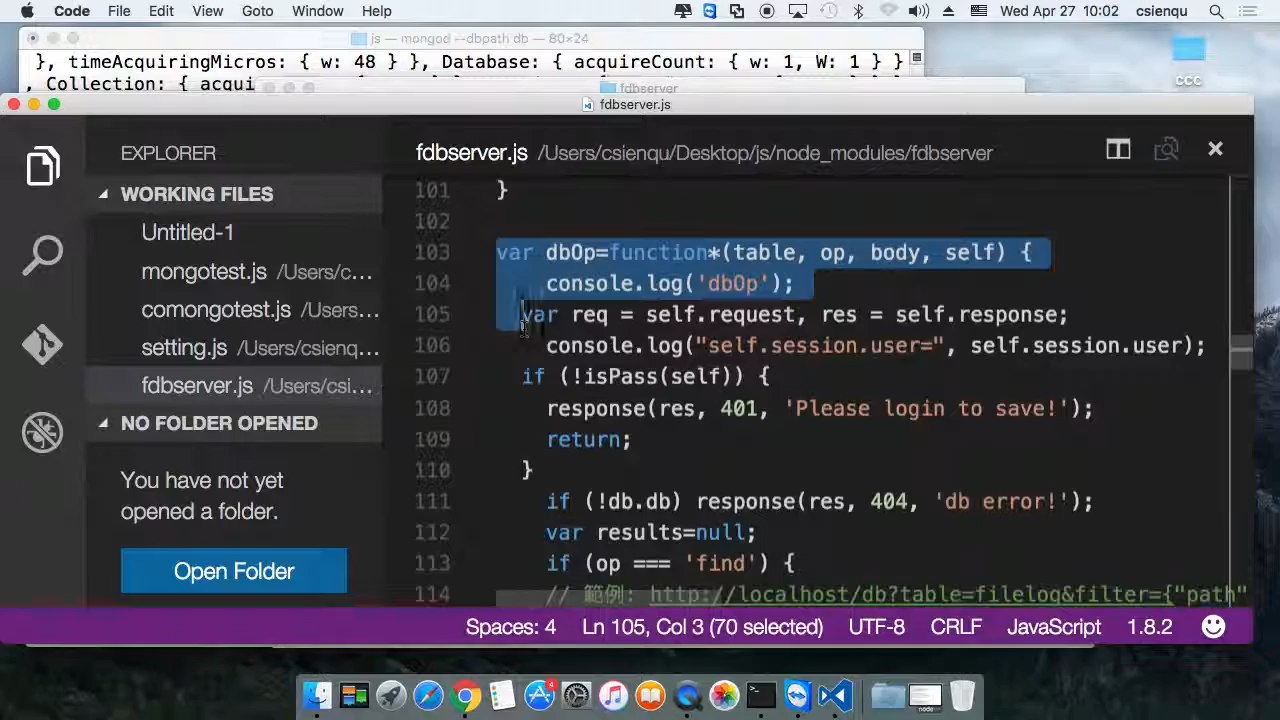 Code File Edit View Goto Window Help Wed Apr 27 10:02 csienqu
js — mongod --dbpath db — 80×24
}, timeAcquiringMicros: { w: 48 } }, Database: { acquireCount: { w: 1, W: 1 } }
, Collection: { acqui
fdbserver
ccc
fdbserver.js
EXPLORER
WORKING FILES
Untitled-1
mongotest.js /Users/c...
comongotest.js /Users...
setting.js /Users/csienq...
fdbserver.js /Users/csi...
NO FOLDER OPENED
You have not yet
opened a folder.
Open Folder
fdbserver.js /Users/csienqu/Desktop/js/node_modules/fdbserver
101 }
102
103 var dbOp=function*(table, op, body, self) {
104 console.log('dbOp');
105 var req = self.request, res = self.response;
106 console.log("self.session.user=", self.session.user);
107 if (!isPass(self)) {
108 response(res, 401, 'Please login to save!');
109 return;
110 }
111 if (!db.db) response(res, 404, 'db error!');
112 var results=null;
113 if (op === 'find') {
114 // 範例: http://localhost/db?table=filelog&filter={"path"
Spaces: 4 Ln 105, Col 3 (70 selected) UTF-8 CRLF JavaScript 1.8.2
4